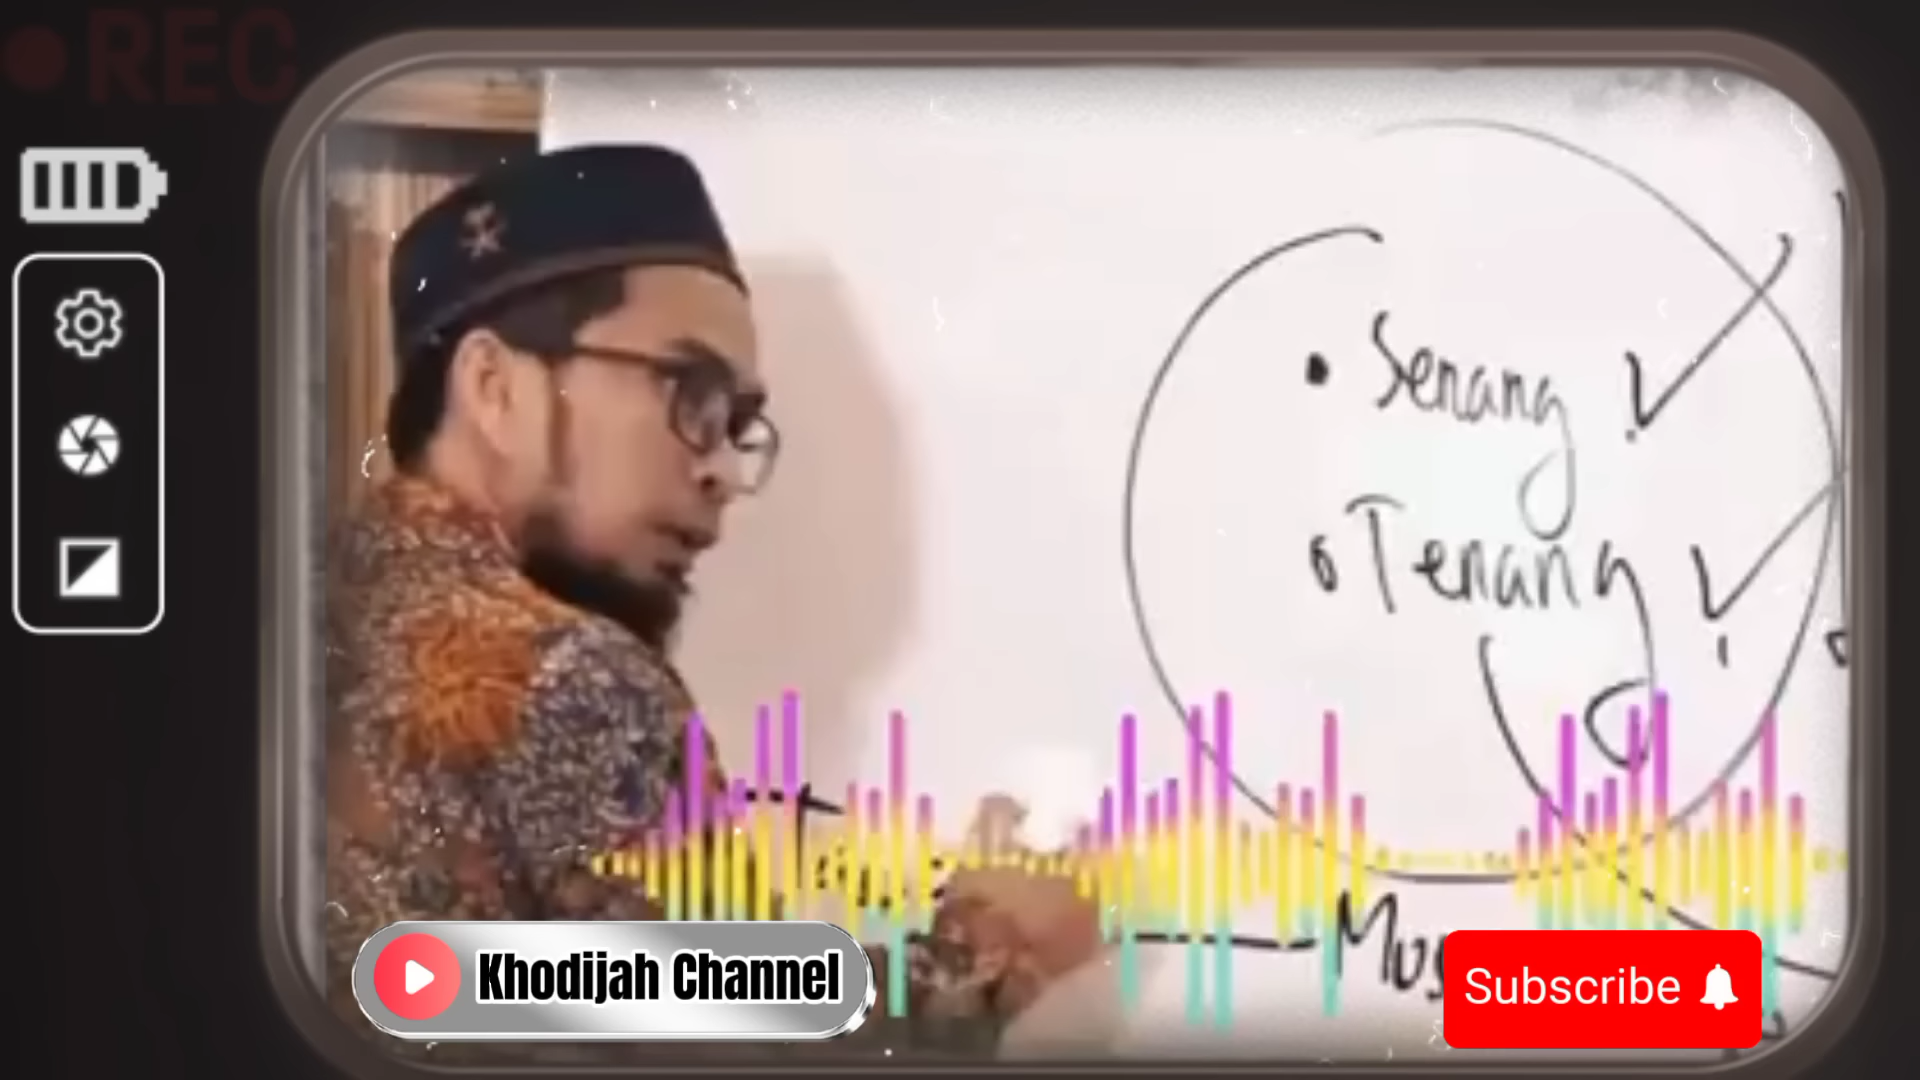 REC
Senang
Tenang
Khodijah Channel
Subscribe